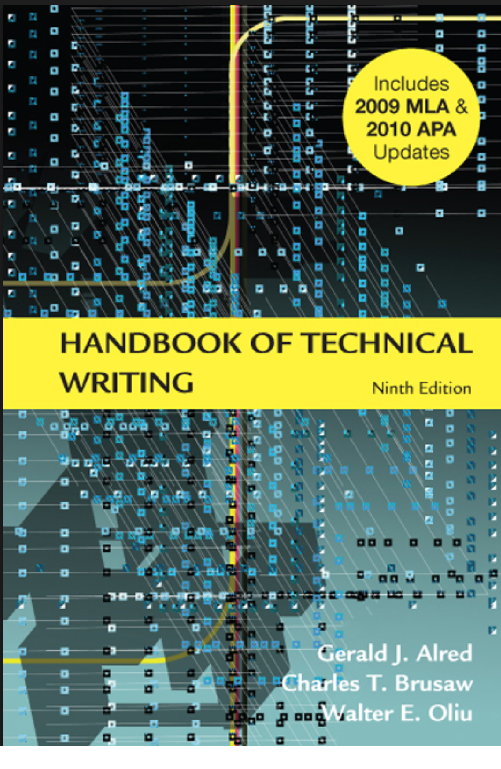 Includes
2009 MLA &
2010 APA
Updates
HANDBOOK OF TECHNICAL
WRITING
Ninth Edition
Gerald J. Alred
Charles T. Brusaw
Walter E. Oliu